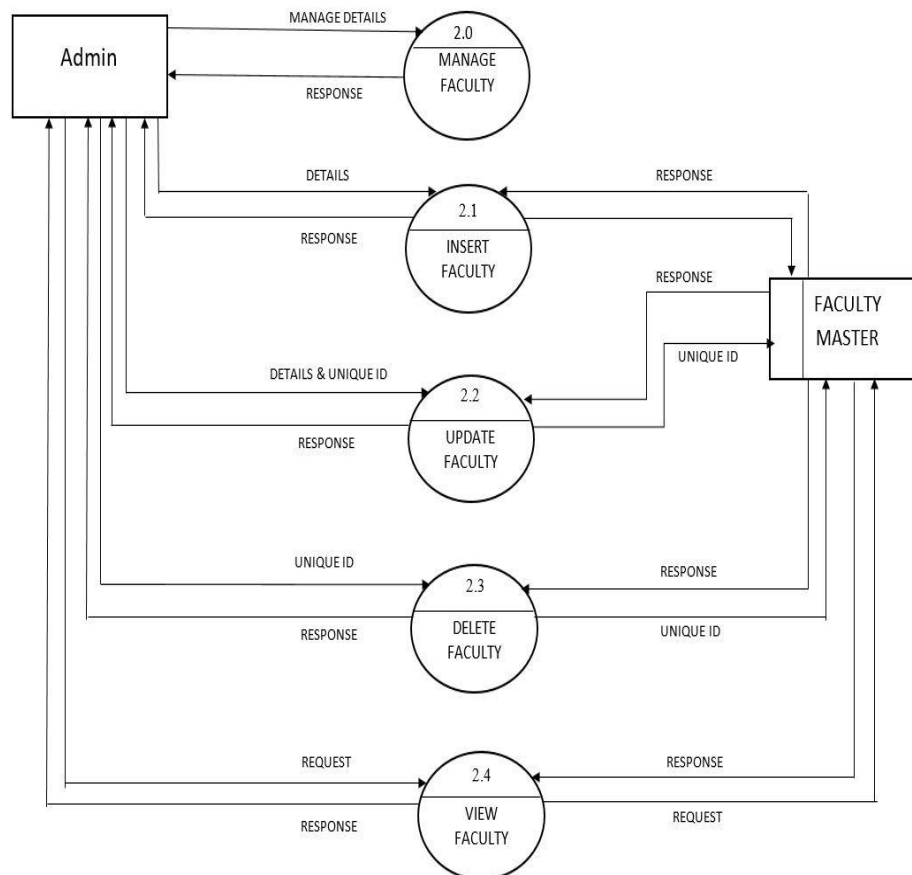 MANAGE DETAILS
Admin
2.0
MANAGE
FACULTY
RESPONSE
DETAILS
RESPONSE
2.1
RESPONSE
INSERT
FACULTY
RESPONSE
FACULTY
MASTER
UNIQUE ID
DETAILS & UNIQUE ID
2.2
RESPONSE
UPDATE
FACULTY
UNIQUE ID
RESPONSE
2.3
RESPONSE
DELETE
FACULTY
UNIQUE ID
REQUEST
RESPONSE
2.4
RESPONSE
VIEW
FACULTY
REQUEST